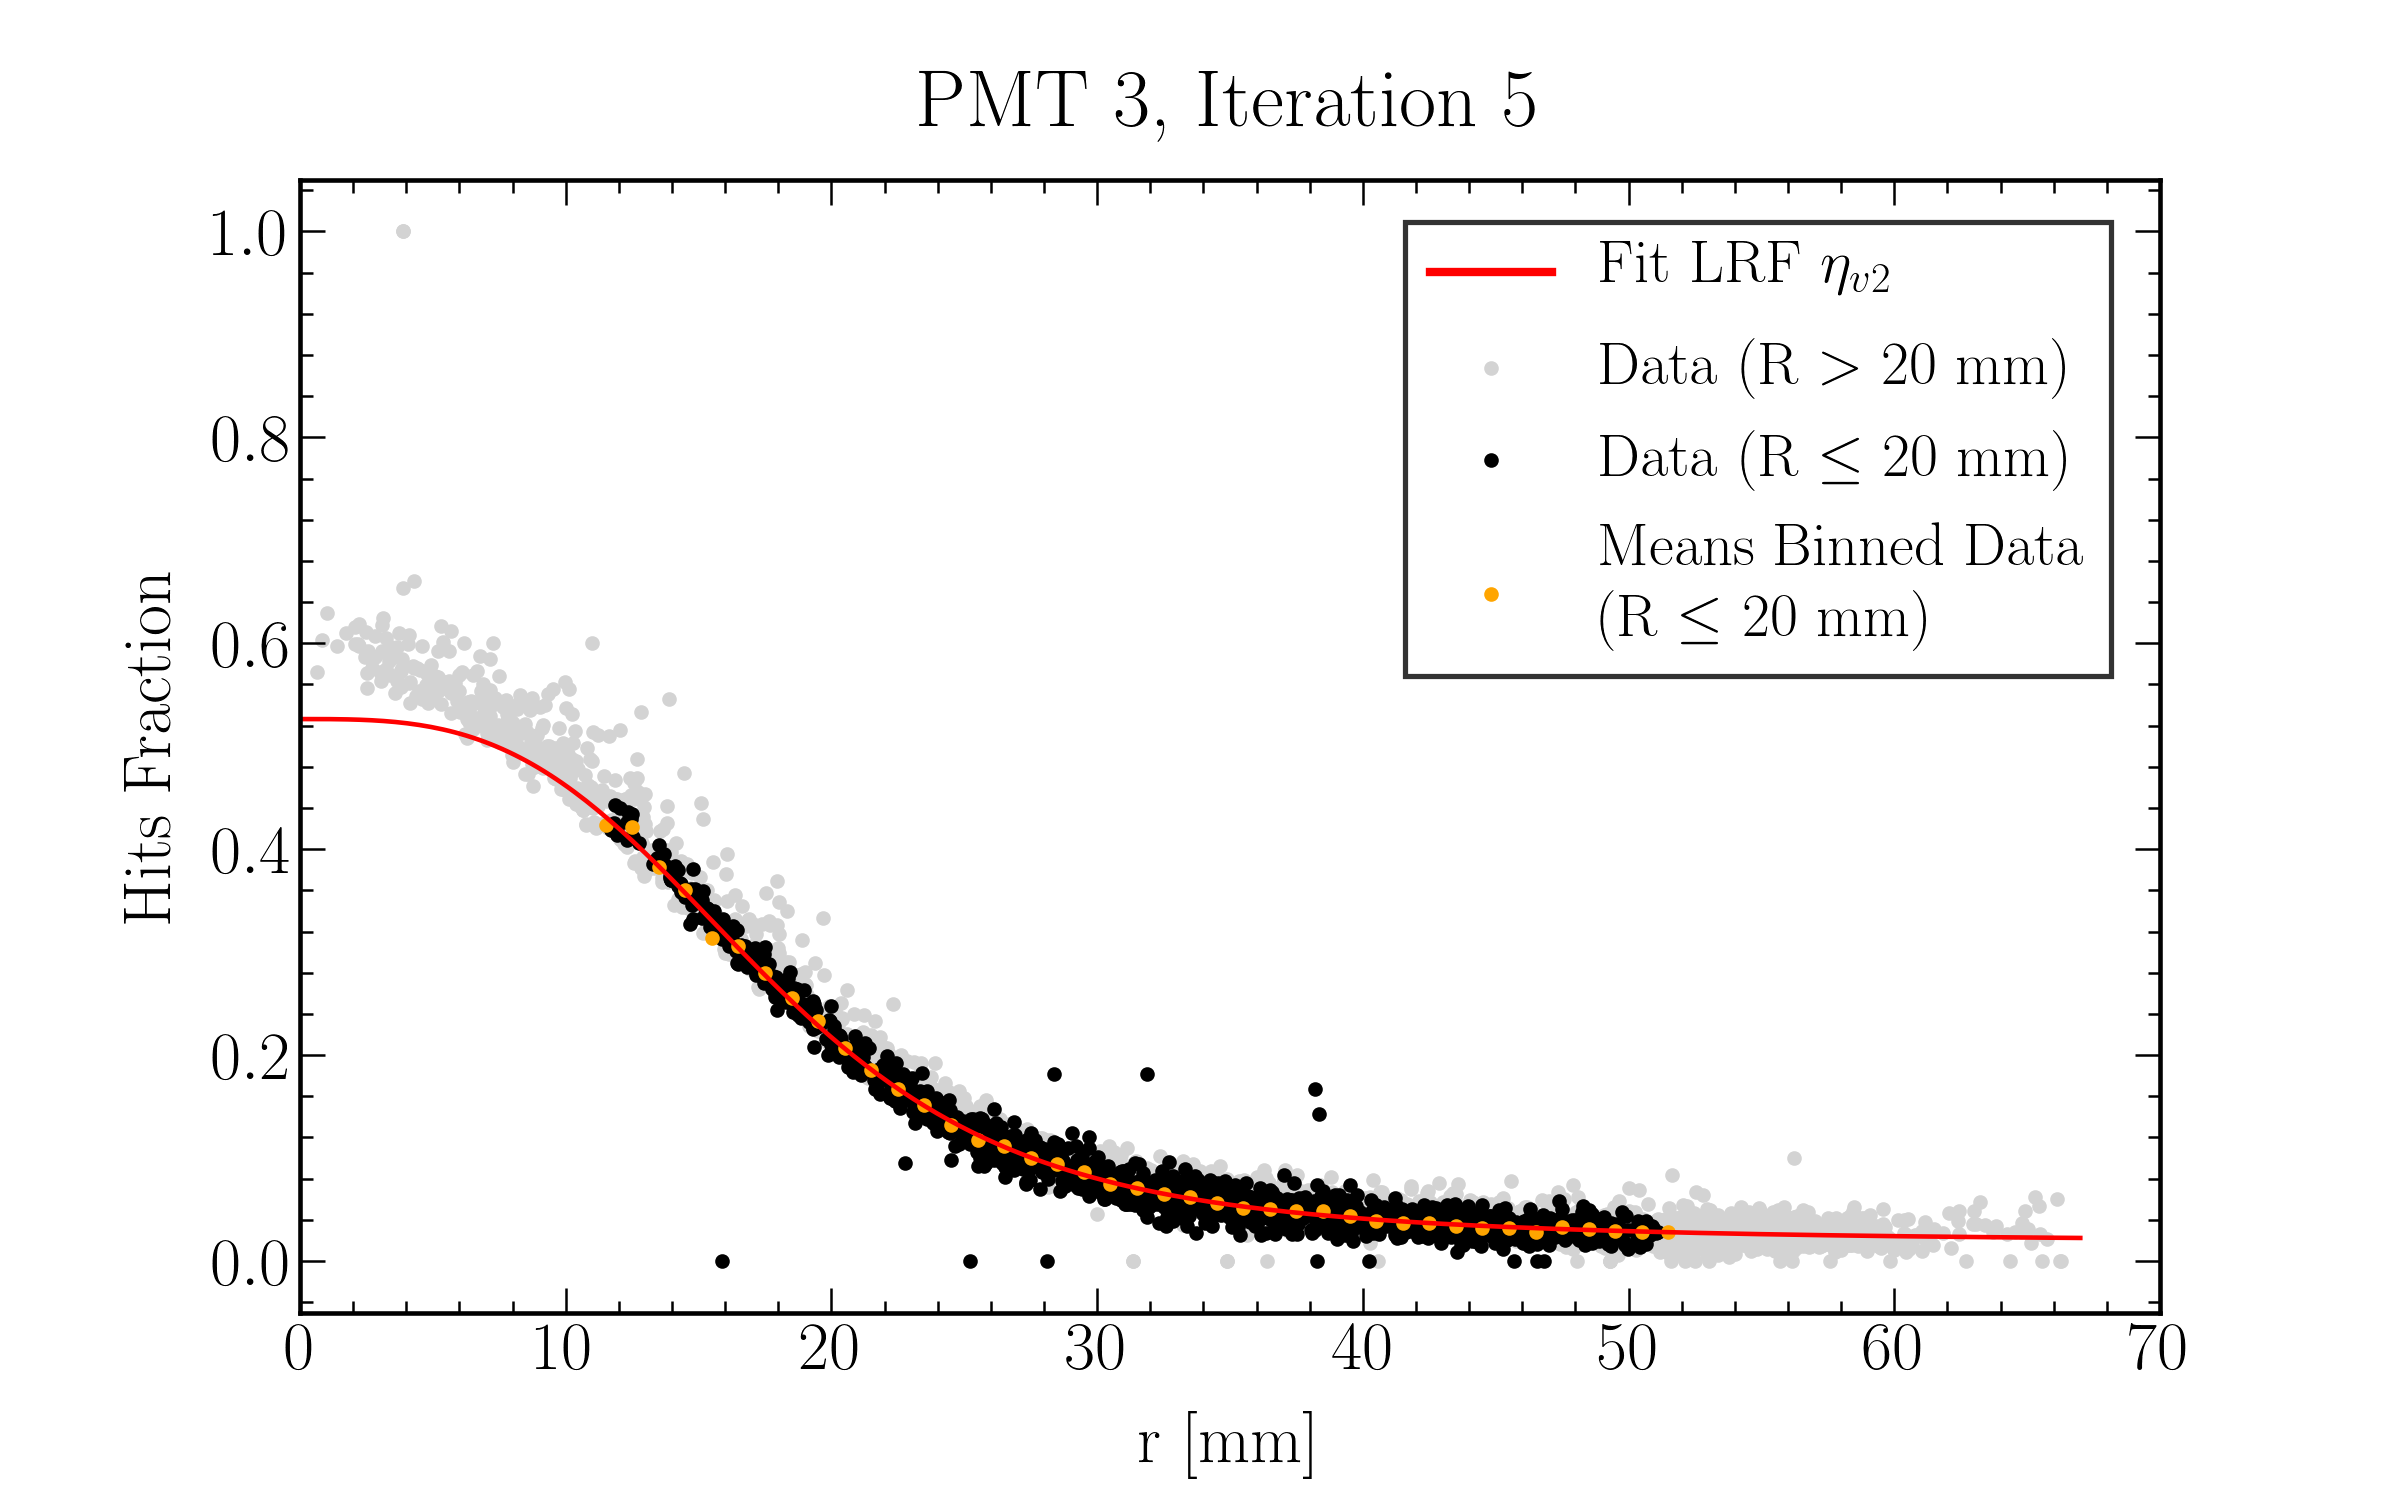 PMT 3, Iteration 5
Fit LRF η_{v2}
Data (R > 20 mm)
Data (R ≤ 20 mm)
Means Binned Data
(R ≤ 20 mm)
Hits Fraction
1.0
0.8
0.6
0.4
0.2
0.0
0 10 20 30 40 50 60 70
r [mm]